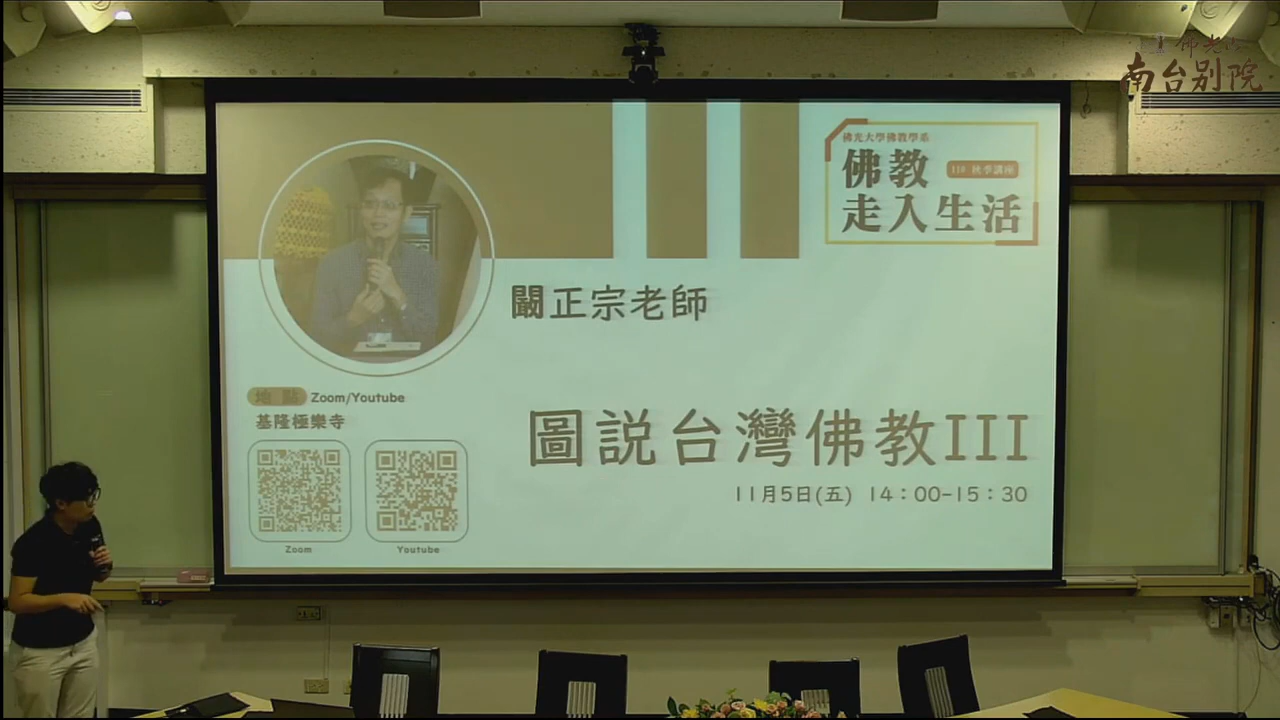 佛光山
南台别院
佛光大學佛教學系
佛教
110 秋季講座
走入生活
闞正宗老師
地 點 Zoom/Youtube
基隆極樂寺
圖説台灣佛教III
11月5日(五) 14：00-15：30
Zoom
Youtube